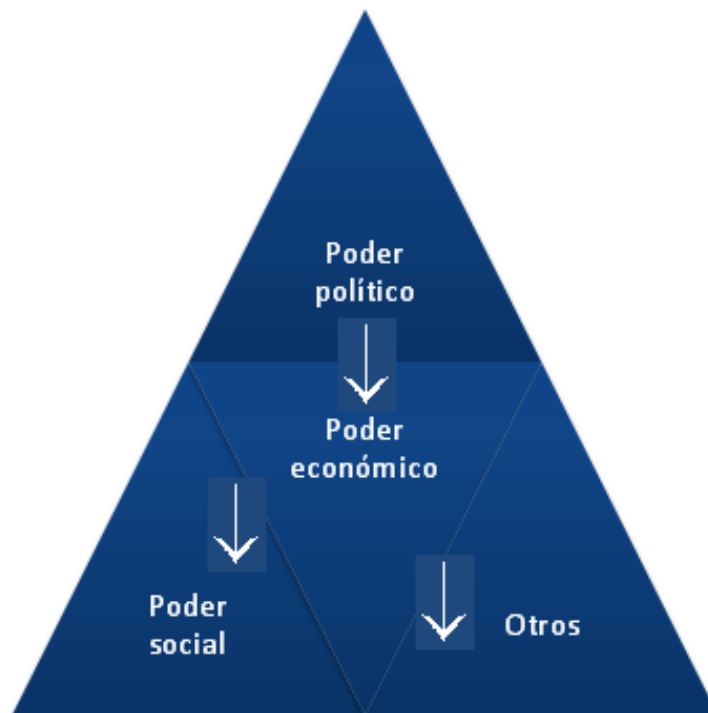 Poder
político
Poder
económico
Poder
social
Otros